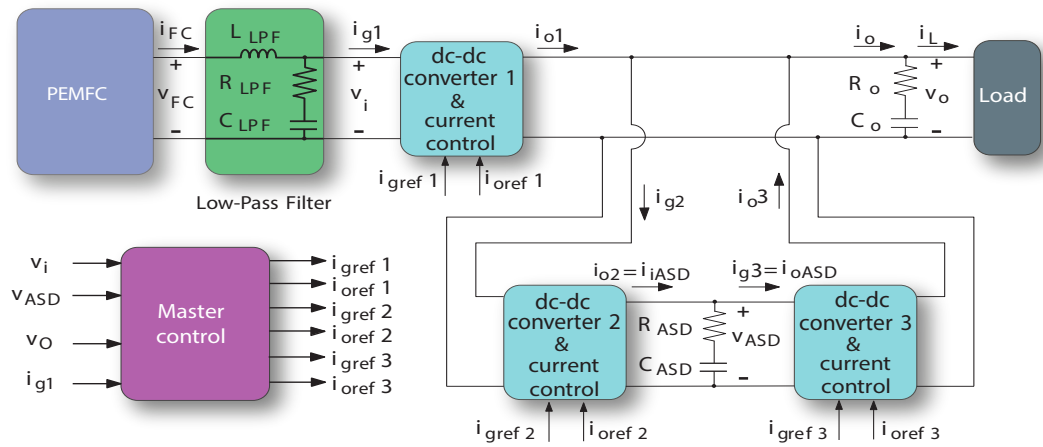 PEMFC
i FC
+
v FC
-
L LPF
R LPF
C LPF
Low-Pass Filter
i g1
+
v i
-
dc-dc
converter 1
&
current
control
i gref 1
i oref 1
i o1
i o
i L
R o
C o
+
v o
-
Load
i g2
i o3
v i
v ASD
v O
i g1
Master
control
i gref 1
i oref 1
i gref 2
i oref 2
i gref 3
i oref 3
i o2 = i iASD
i g3 = i oASD
dc-dc
converter 2
&
current
control
R ASD
C ASD
+
v ASD
-
dc-dc
converter 3
&
current
control
i gref 2
i oref 2
i gref 3
i oref 3